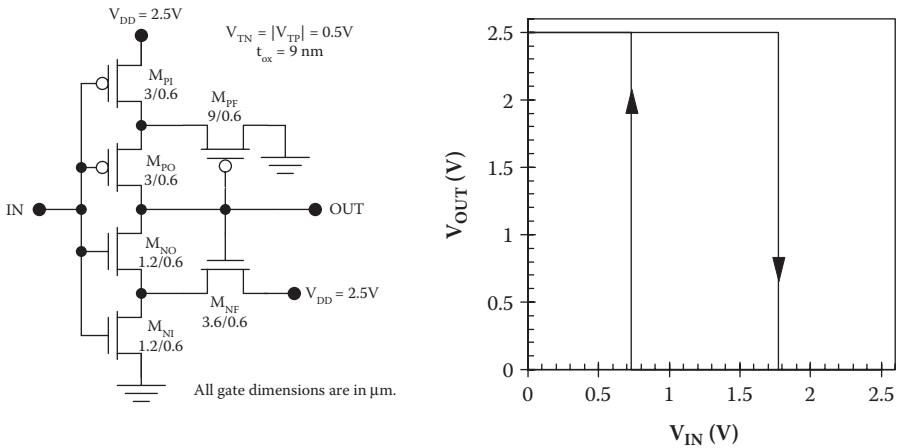 V_DD = 2.5V
V_TN = |V_TP| = 0.5V
t_ox = 9 nm
M_PI
3/0.6
M_PF
9/0.6
M_PO
3/0.6
IN
OUT
M_NO
1.2/0.6
V_DD = 2.5V
M_NF
3.6/0.6
M_NI
1.2/0.6
All gate dimensions are in μm.
V_OUT (V)
2.5
2
1.5
1
0.5
0
0
0.5
1
1.5
2
2.5
V_IN (V)